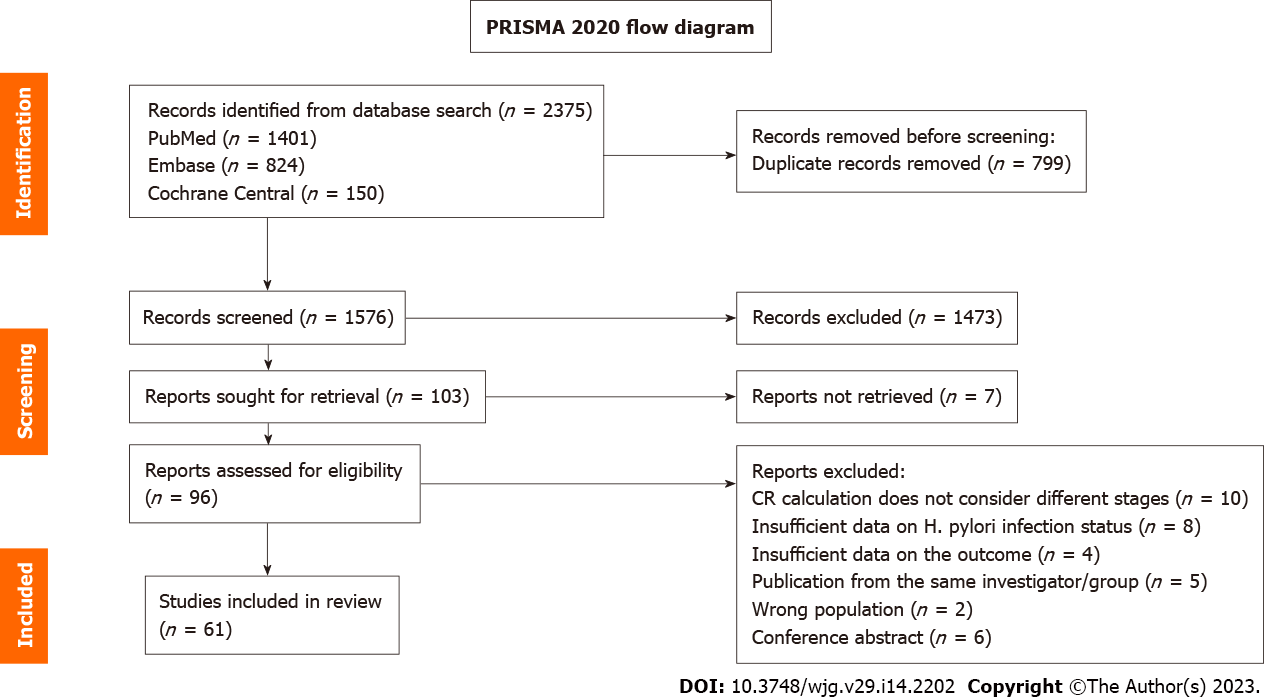 PRISMA 2020 flow diagram
Identification
Records identified from database search (n = 2375)
PubMed (n = 1401)
Embase (n = 824)
Cochrane Central (n = 150)
Records removed before screening:
Duplicate records removed (n = 799)
Screening
Records screened (n = 1576)
Records excluded (n = 1473)
Reports sought for retrieval (n = 103)
Reports not retrieved (n = 7)
Reports assessed for eligibility
(n = 96)
Reports excluded:
CR calculation does not consider different stages (n = 10)
Insufficient data on H. pylori infection status (n = 8)
Insufficient data on the outcome (n = 4)
Publication from the same investigator/group (n = 5)
Wrong population (n = 2)
Conference abstract (n = 6)
Included
Studies included in review
(n = 61)
DOI: 10.3748/wjg.v29.i14.2202 Copyright ©The Author(s) 2023.